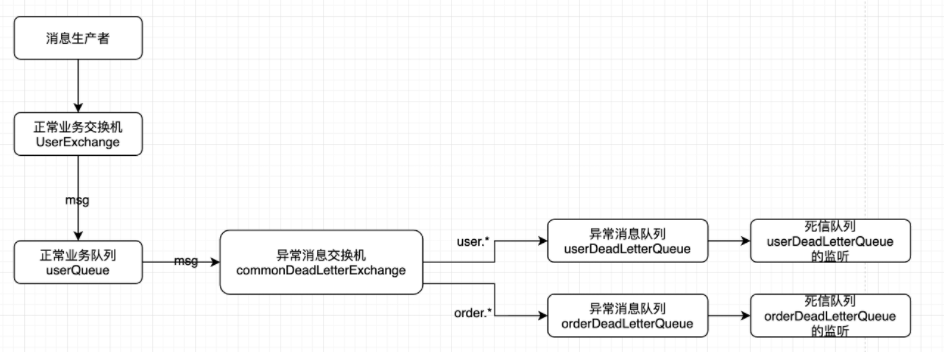 消息生产者
正常业务交换机
UserExchange
msg
正常业务队列
userQueue
msg
异常消息交换机
commonDeadLetterExchange
user.*
异常消息队列
userDeadLetterQueue
死信队列
userDeadLetterQueue
的监听
order.*
异常消息队列
orderDeadLetterQueue
死信队列
orderDeadLetterQueue
的监听